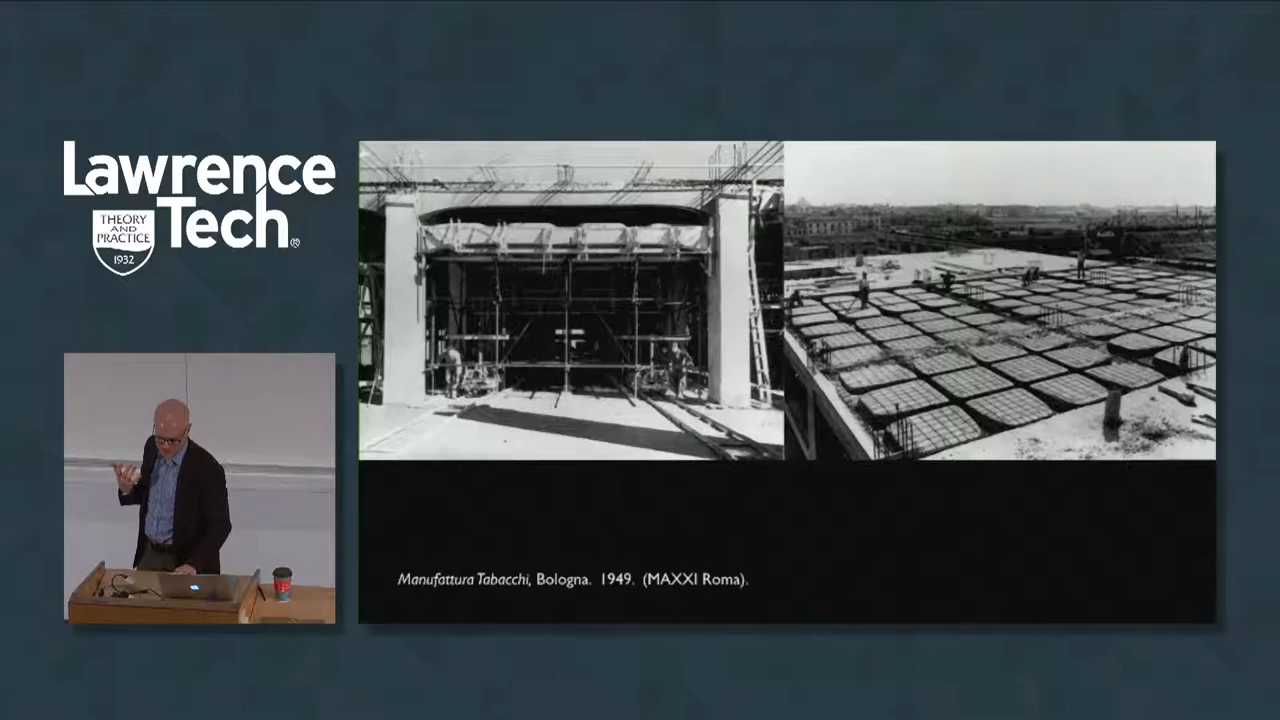 Lawrence
Tech®
THEORY
AND
PRACTICE
1932
Manufattura Tabacchi, Bologna. 1949. (MAXXI Roma).